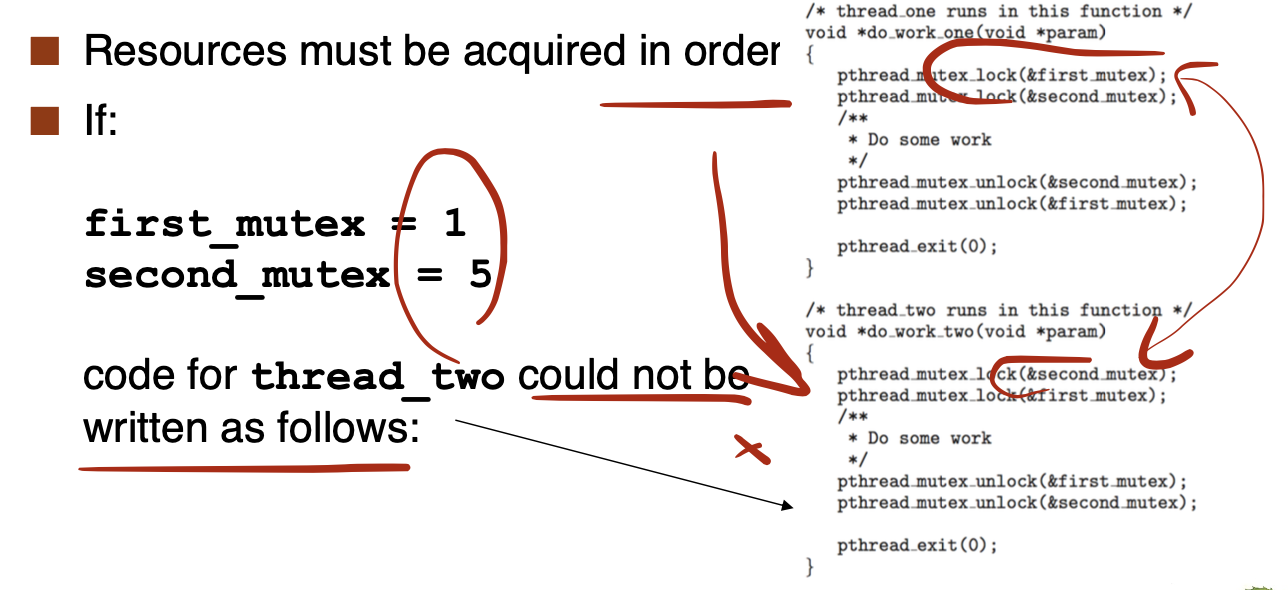 Resources must be acquired in order
If:
first_mutex = 1
second_mutex = 5
code for thread_two could not be
written as follows:
/* thread_one runs in this function */
void *do_work_one(void *param)
{
pthread_mutex_lock(&first_mutex);
pthread_mutex_lock(&second_mutex);
/**
* Do some work
*/
pthread_mutex_unlock(&second_mutex);
pthread_mutex_unlock(&first_mutex);
pthread_exit(0);
}
/* thread_two runs in this function */
void *do_work_two(void *param)
{
pthread_mutex_lock(&second_mutex);
pthread_mutex_lock(&first_mutex);
/**
* Do some work
*/
pthread_mutex_unlock(&first_mutex);
pthread_mutex_unlock(&second_mutex);
pthread_exit(0);
}